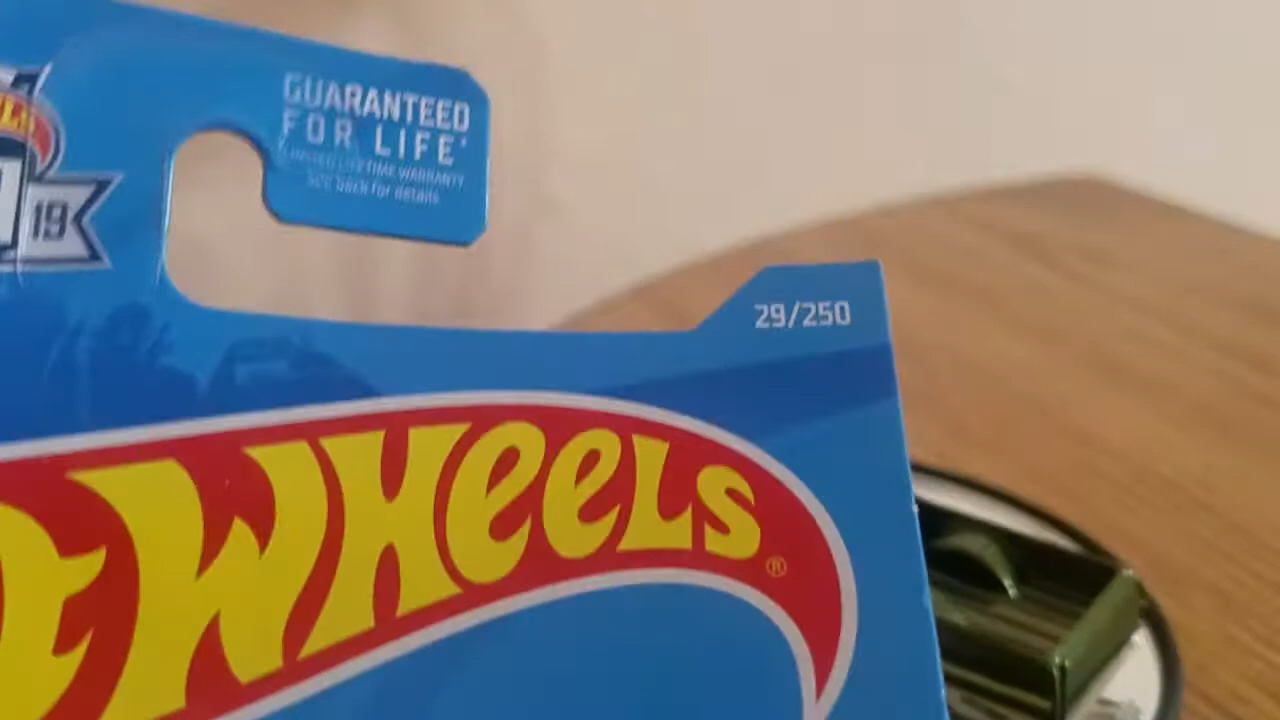 GUARANTEED
FOR LIFE*
LIMITED LIFETIME WARRANTY
See back for details
19
29/250
WHEELS
®